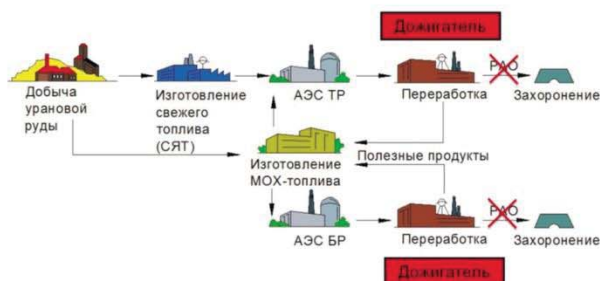 Дожигатель
Добыча
урановой
руды
Изготовление
свежего
топлива
(СЯТ)
АЭС ТР
Переработка
РАО
Захоронение
Изготовление
МОХ-топлива
Полезные продукты
АЭС БР
Переработка
РАО
Захоронение
Дожигатель